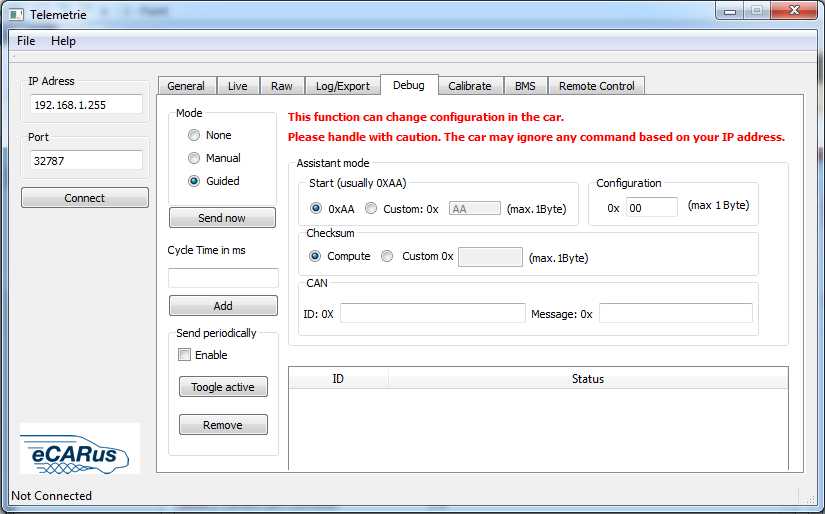 Telemetrie
File Help
IP Adress
192.168.1.255
Port
32787
Connect
General Live Raw Log/Export Debug Calibrate BMS Remote Control
Mode
None
Manual
Guided
Send now
Cycle Time in ms
Add
Send periodically
Enable
Toogle active
Remove
This function can change configuration in the car.
Please handle with caution. The car may ignore any command based on your IP address.
Assistant mode
Start (usually 0XAA)
0xAA Custom: 0x AA (max. 1Byte)
Configuration
0x 00 (max 1 Byte)
Checksum
Compute Custom 0x (max. 1Byte)
CAN
ID: 0X Message: 0x
ID Status
eCARus
Not Connected